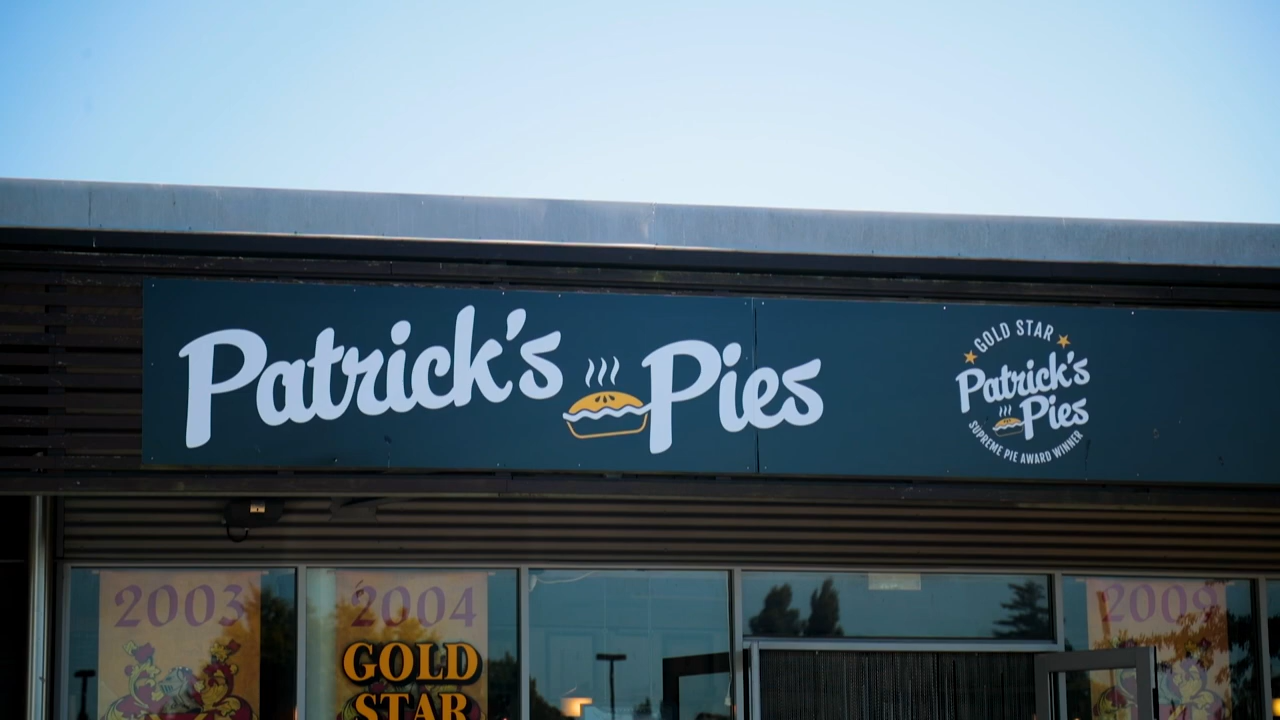 Patrick's Pies
GOLD STAR
Patrick's
Pies
SUPREME PIE AWARD WINNER
2003
2004
GOLD
STAR
2009